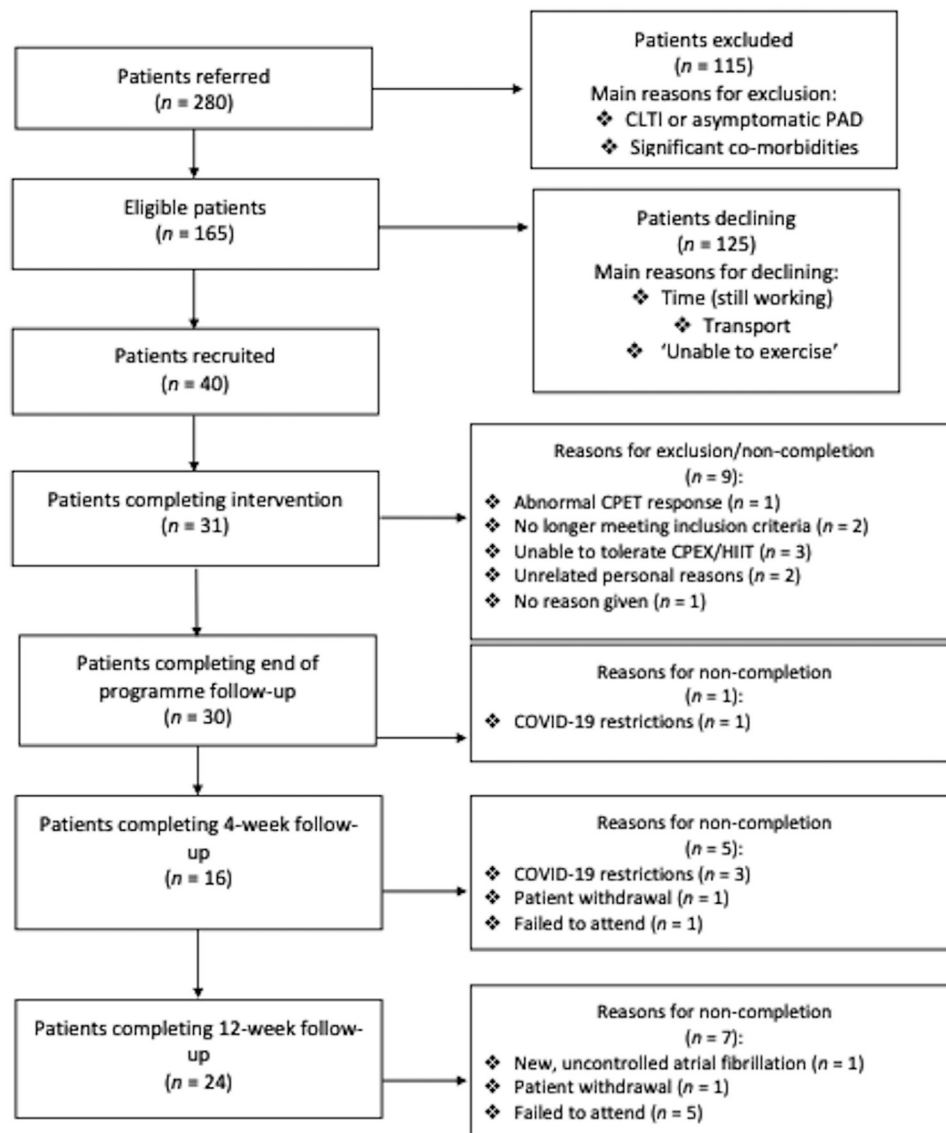 Patients referred
(n = 280)
Patients excluded
(n = 115)
Main reasons for exclusion:
❖ CLTI or asymptomatic PAD
❖ Significant co-morbidities
Eligible patients
(n = 165)
Patients declining
(n = 125)
Main reasons for declining:
❖ Time (still working)
❖ Transport
❖ ‘Unable to exercise’
Patients recruited
(n = 40)
Patients completing intervention
(n = 31)
Reasons for exclusion/non-completion
(n = 9):
❖ Abnormal CPET response (n = 1)
❖ No longer meeting inclusion criteria (n = 2)
❖ Unable to tolerate CPEX/HIIT (n = 3)
❖ Unrelated personal reasons (n = 2)
❖ No reason given (n = 1)
Patients completing end of
programme follow-up
(n = 30)
Reasons for non-completion
(n = 1):
❖ COVID-19 restrictions (n = 1)
Patients completing 4-week follow-
up
(n = 16)
Reasons for non-completion
(n = 5):
❖ COVID-19 restrictions (n = 3)
❖ Patient withdrawal (n = 1)
❖ Failed to attend (n = 1)
Patients completing 12-week follow-
up
(n = 24)
Reasons for non-completion
(n = 7):
❖ New, uncontrolled atrial fibrillation (n = 1)
❖ Patient withdrawal (n = 1)
❖ Failed to attend (n = 5)